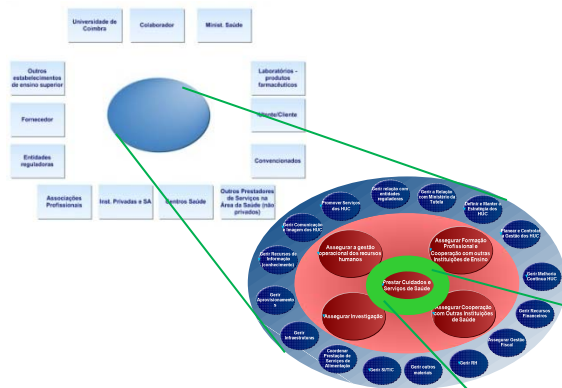 Universidade de
Coimbra
Colaborador
Minist. Saúde
Outros
estabelecimentos
de ensino superior
Laboratórios -
produtos
farmacêuticos
Fornecedor
Utente/Cliente
Entidades
reguladoras
Convencionados
Associações
Profissionais
Inst. Privadas e SA
Centros Saúde
Outros Prestadores
de Serviços na
Área da Saúde (não
privados)
Gerir relação com
entidades
reguladoras
Gerir a Relação
com Ministério da
Tutela
Promover Serviços
dos HUC
Definir e Manter a
Estratégia dos HUC
Gerir Comunicação
e Imagem dos HUC
Planear e Controlar
a Gestão dos HUC
Assegurar a gestão
operacional dos recursos
humanos
Assegurar Formação
Profissional e
Cooperação com outras
Instituições de Ensino
Gerir Recursos de
Informação
(conhecimento)
Gerir Melhoria
Contínua HUC
Prestar Cuidados e
Serviços de Saúde
Gerir
Aprovisionamento
s
Gerir Recursos
Financeiros
Assegurar Investigação
Assegurar Cooperação
com Outras Instituições
de Saúde
Gerir
Infraestruturas
Assegurar Gestão
Fiscal
Coordenar
Prestação de
Serviços de
Alimentação
Gerir SI/TIC
Gerir outros
materiais
Gerir RH